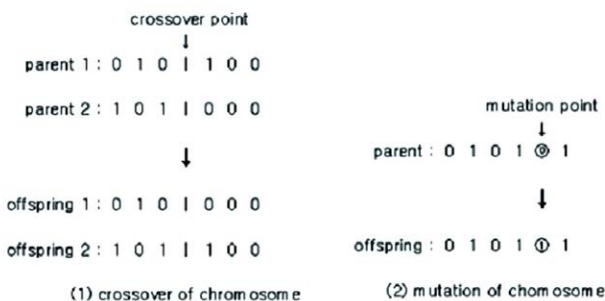 crossover point
parent 1 : 0 1 0 | 1 0 0
parent 2 : 1 0 1 | 0 0 0
offspring 1 : 0 1 0 | 0 0 0
offspring 2 : 1 0 1 | 1 0 0
(1) crossover of chromosome
mutation point
parent : 0 1 0 1 0 1
offspring : 0 1 0 1 1 1
(2) mutation of chomosome